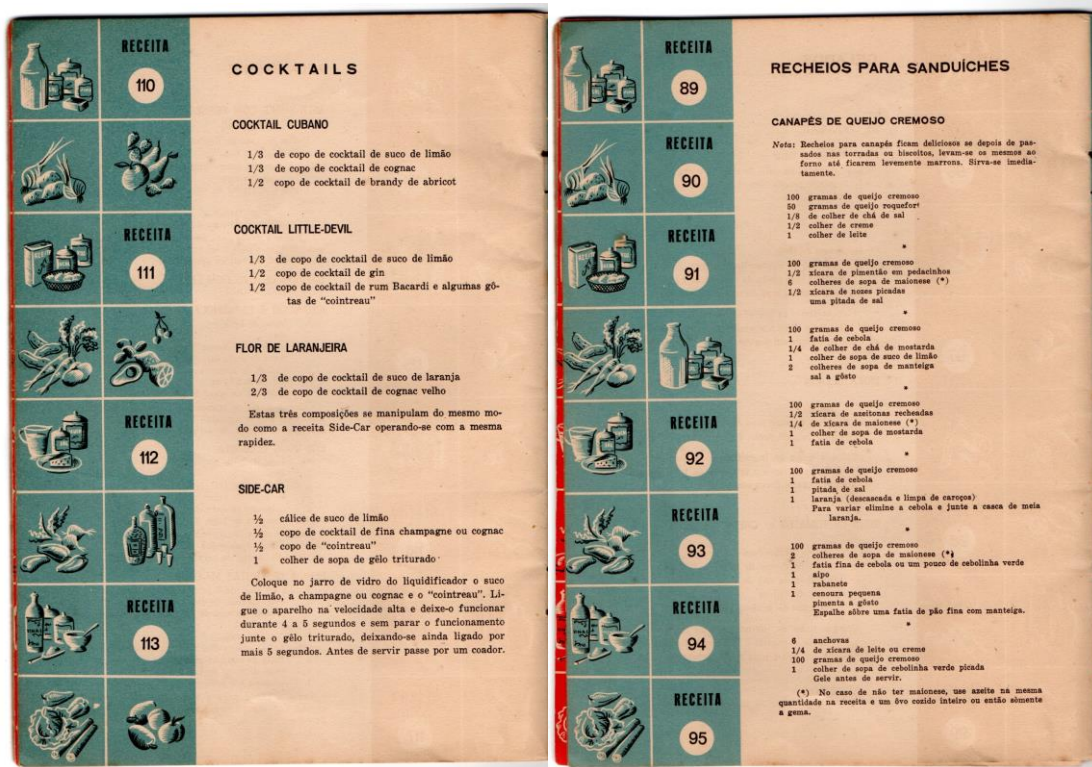 RECEITA
110
RECEITA
111
RECEITA
112
RECEITA
113
COCKTAILS
COCKTAIL CUBANO
1/3 de copo de cocktail de suco de limão
1/3 de copo de cocktail de cognac
1/2 copo de cocktail de brandy de abricot
COCKTAIL LITTLE-DEVIL
1/3 de copo de cocktail de suco de limão
1/2 copo de cocktail de gin
1/2 copo de cocktail de rum Bacardi e algumas gô-
tas de "cointreau"
FLOR DE LARANJEIRA
1/3 de copo de cocktail de suco de laranja
2/3 de copo de cocktail de cognac velho
Estas três composições se manipulam do mesmo mo-
do como a receita Side-Car operando-se com a mesma
rapidez.
SIDE-CAR
½ cálice de suco de limão
½ copo de cocktail de fina champagne ou cognac
½ copo de "cointreau"
1 colher de sopa de gêlo triturado
Coloque no jarro de vidro do liquidificador o suco
de limão, a champagne ou cognac e o "cointreau". Li-
gue o aparelho na velocidade alta e deixe-o funcionar
durante 4 a 5 segundos e sem parar o funcionamento
junte o gêlo triturado, deixando-se ainda ligado por
mais 5 segundos. Antes de servir passe por um coador.
RECEITA
89
RECEITA
90
RECEITA
91
RECEITA
92
RECEITA
93
RECEITA
94
RECEITA
95
RECHEIOS PARA SANDUÍCHES
CANAPÉS DE QUEIJO CREMOSO
Nota: Recheios para canapés ficam deliciosos se depois de pas-
sados nas torradas ou biscoitos, levam-se os mesmos ao
forno até ficarem levemente marrons. Sirva-se imedia-
tamente.
100 gramas de queijo cremoso
50 gramas de queijo roquefort
1/8 de colher de chá de sal
1/2 colher de creme
1 colher de leite
*
100 gramas de queijo cremoso
1/2 xícara de pimentão em pedacinhos
6 colheres de sopa de maionese (*)
1/2 xícara de nozes picadas
uma pitada de sal
*
100 gramas de queijo cremoso
1 fatia de cebola
1/4 de colher de chá de mostarda
1 colher de sopa de suco de limão
2 colheres de sopa de manteiga
sal a gôsto
*
100 gramas de queijo cremoso
1/2 xícara de azeitonas recheadas
1/4 de xícara de maionese (*)
1 colher de sopa de mostarda
1 fatia de cebola
*
100 gramas de queijo cremoso
1 fatia de cebola
1 pitada de sal
1 laranja (descascada e limpa de caroços)
Para variar elimine a cebola e junte a casca de meia
laranja.
*
100 gramas de queijo cremoso
2 colheres de sopa de maionese (*)
1 fatia fina de cebola ou um pouco de cebolinha verde
1 aipo
1 rabanete
1 cenoura pequena
pimenta a gôsto
Espalhe sôbre uma fatia de pão fina com manteiga.
*
6 anchovas
1/4 de xícara de leite ou creme
100 gramas de queijo cremoso
1 colher de sopa de cebolinha verde picada
Gele antes de servir.
(*) No caso de não ter maionese, use azeite na mesma
quantidade na receita e um ôvo cozido inteiro ou então sòmente
a gema.